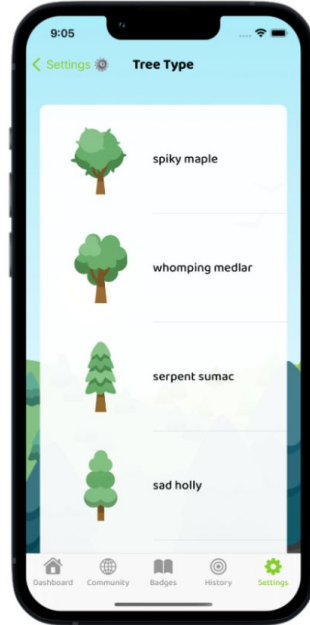 9:05
Settings
Tree Type
spiky maple
whomping medlar
serpent sumac
sad holly
Dashboard Community Badges History Settings